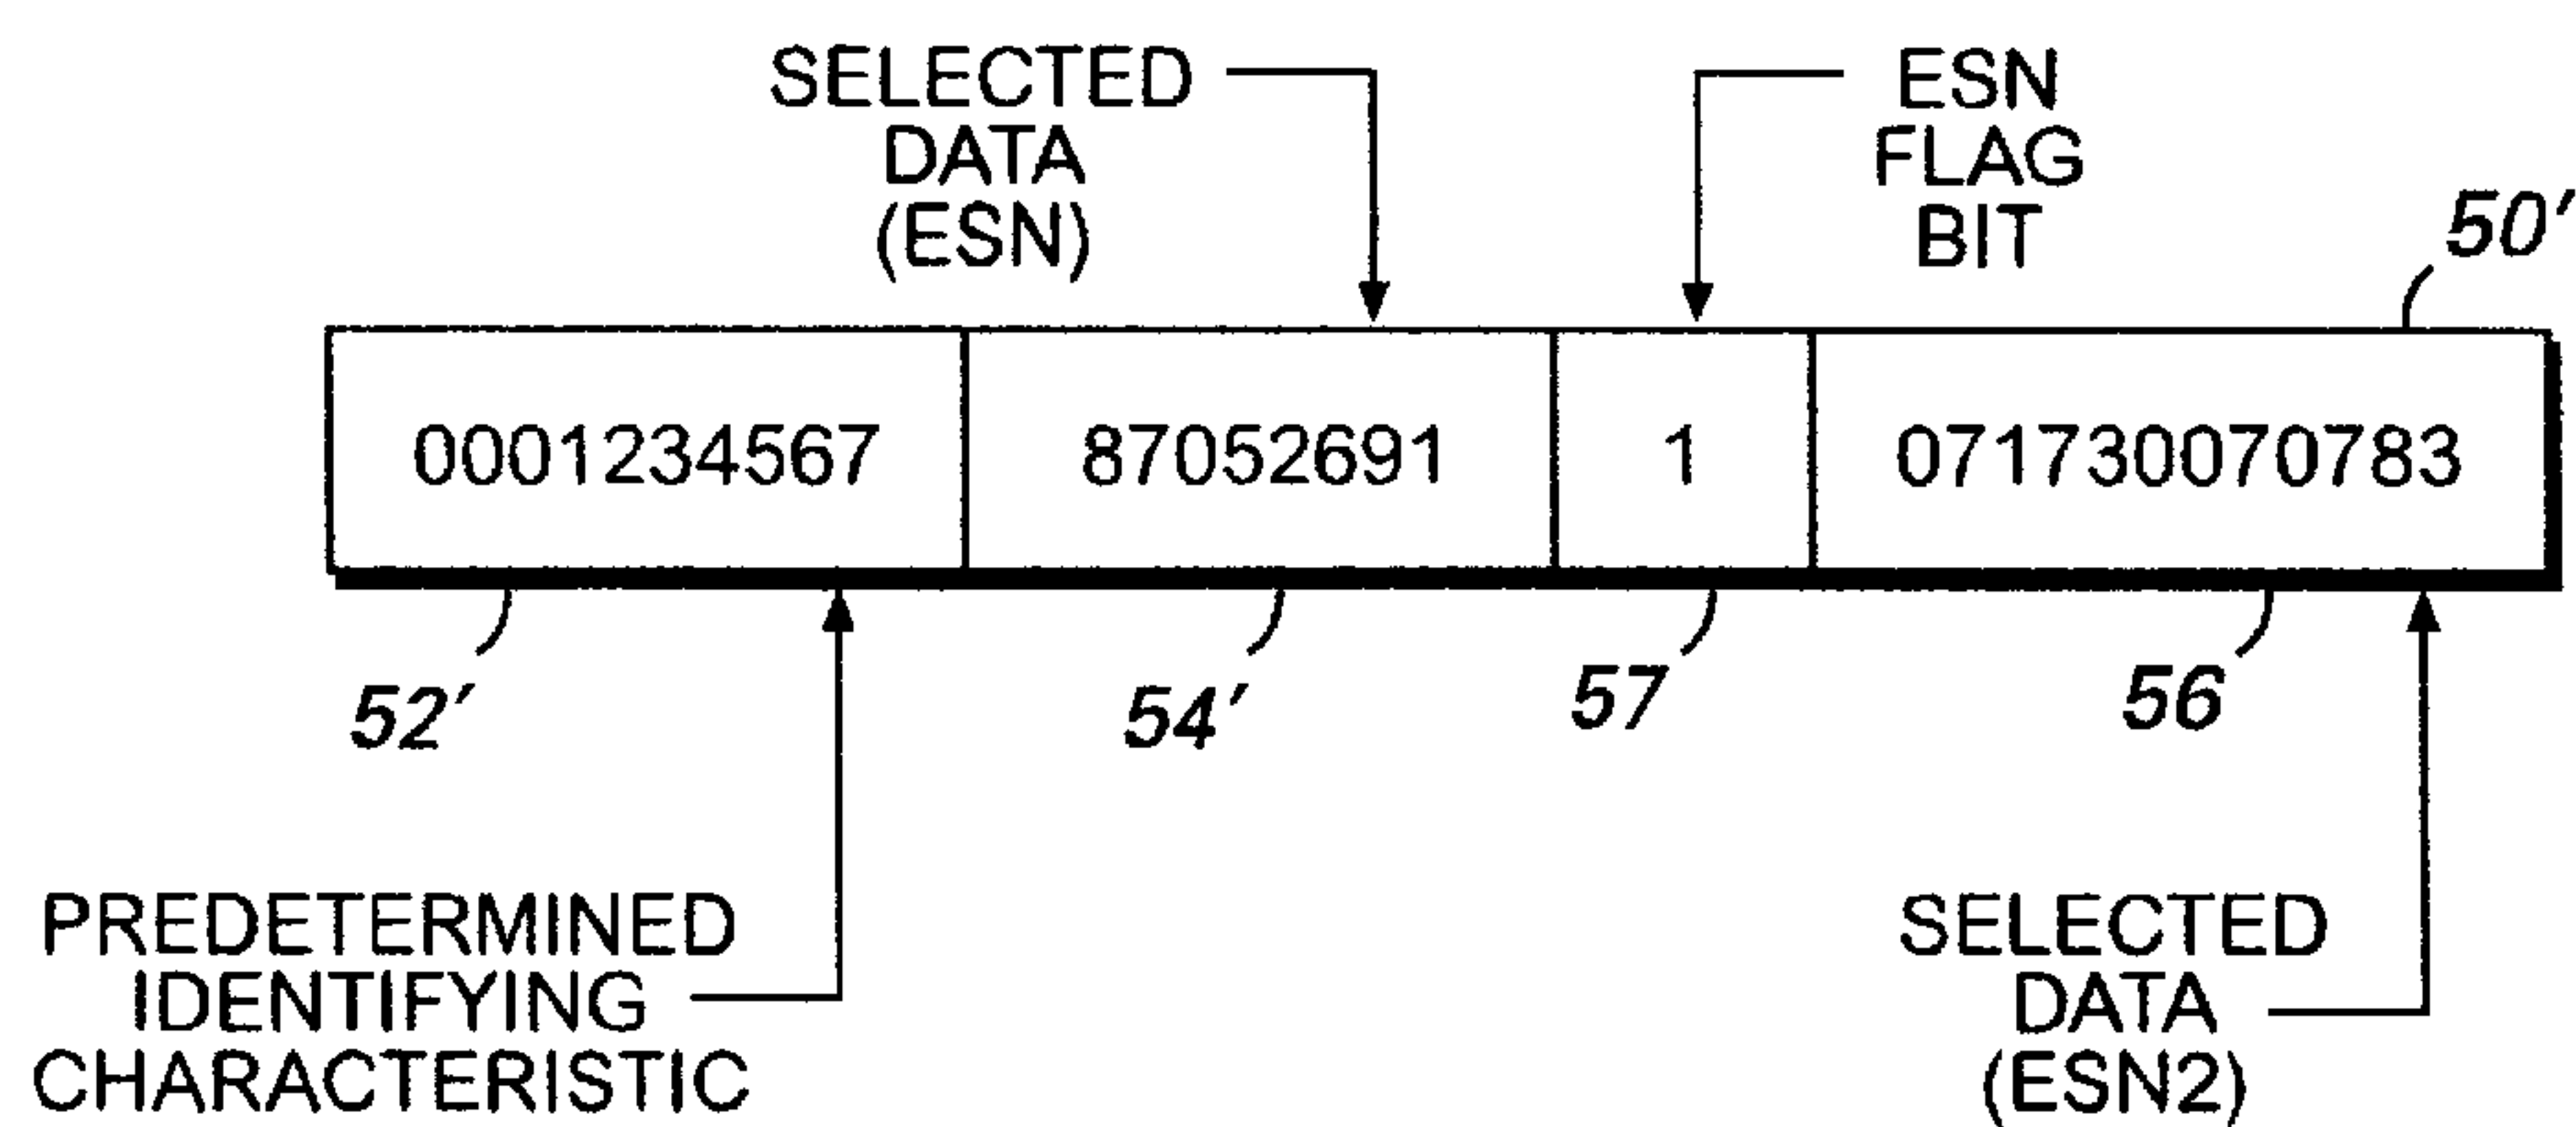 SELECTED
DATA
(ESN)
ESN
FLAG
BIT
50'
0001234567 87052691 1 071730070783
52' 54' 57 56
PREDETERMINED
IDENTIFYING
CHARACTERISTIC
SELECTED
DATA
(ESN2)